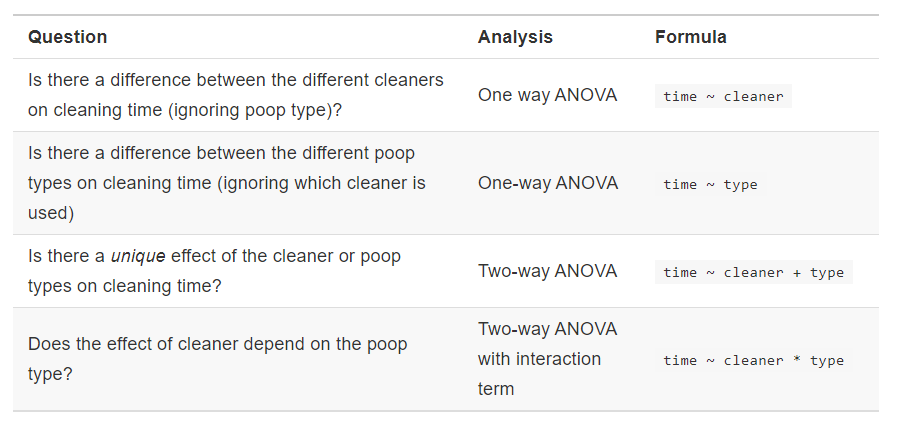 Question Analysis Formula
Is there a difference between the different cleaners
on cleaning time (ignoring poop type)?
One way ANOVA
time ~ cleaner
Is there a difference between the different poop
types on cleaning time (ignoring which cleaner is
used)
One-way ANOVA
time ~ type
Is there a unique effect of the cleaner or poop
types on cleaning time?
Two-way ANOVA
time ~ cleaner + type
Does the effect of cleaner depend on the poop
type?
Two-way ANOVA
with interaction
term
time ~ cleaner * type